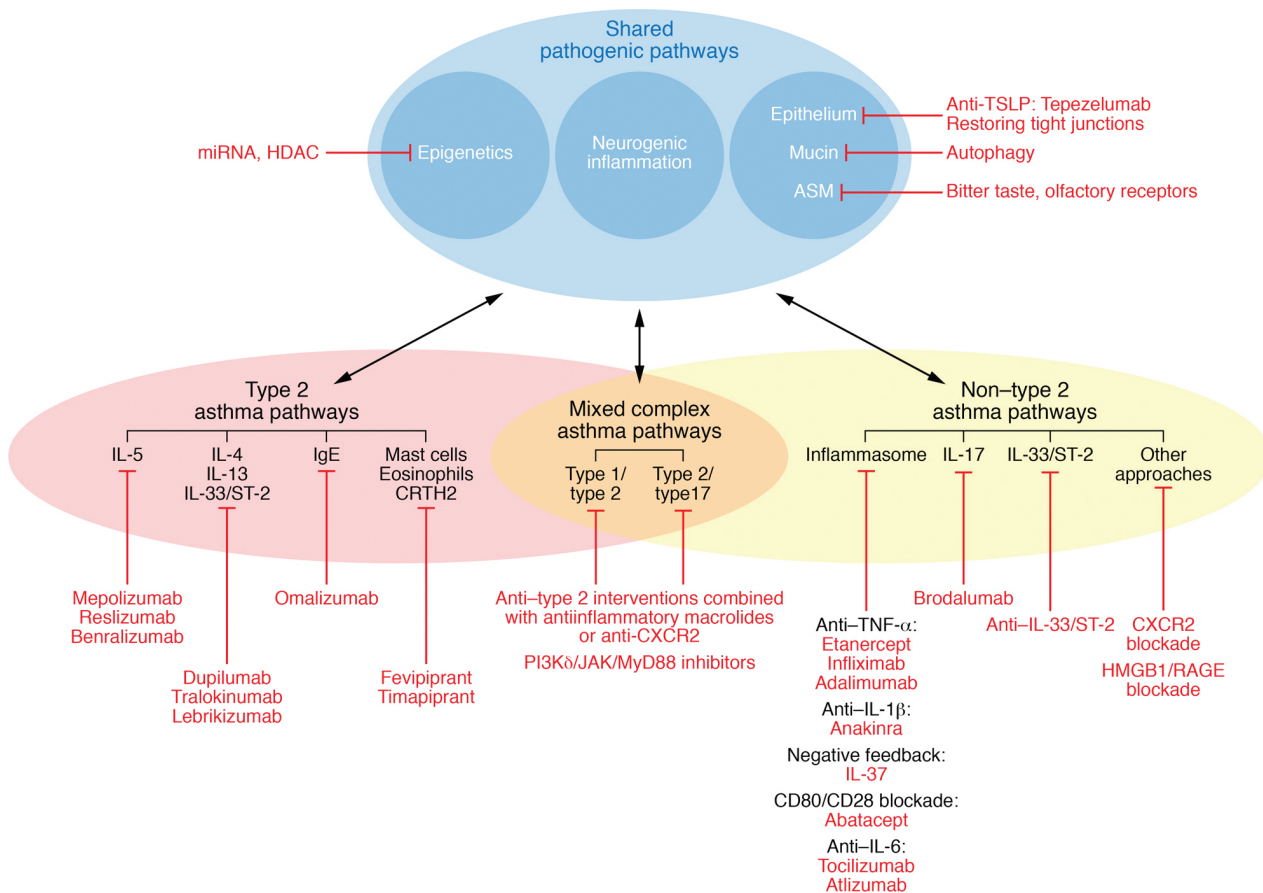 Shared
pathogenic pathways
miRNA, HDAC
Epigenetics
Neurogenic
inflammation
Epithelium
Mucin
ASM
Anti-TSLP: Tepezelumab
Restoring tight junctions
Autophagy
Bitter taste, olfactory receptors
Type 2
asthma pathways
IL-5
IL-4
IL-13
IL-33/ST-2
IgE
Mast cells
Eosinophils
CRTH2
Mepolizumab
Reslizumab
Benralizumab
Dupilumab
Tralokinumab
Lebrikizumab
Omalizumab
Fevipiprant
Timapiprant
Mixed complex
asthma pathways
Type 1/
type 2
Type 2/
type17
Anti–type 2 interventions combined
with antiinflammatory macrolides
or anti-CXCR2
PI3Kδ/JAK/MyD88 inhibitors
Non–type 2
asthma pathways
Inflammasome
IL-17
IL-33/ST-2
Other
approaches
Anti–TNF-α:
Etanercept
Infliximab
Adalimumab
Anti–IL-1β:
Anakinra
Negative feedback:
IL-37
CD80/CD28 blockade:
Abatacept
Anti–IL-6:
Tocilizumab
Atlizumab
Brodalumab
Anti–IL-33/ST-2
CXCR2
blockade
HMGB1/RAGE
blockade